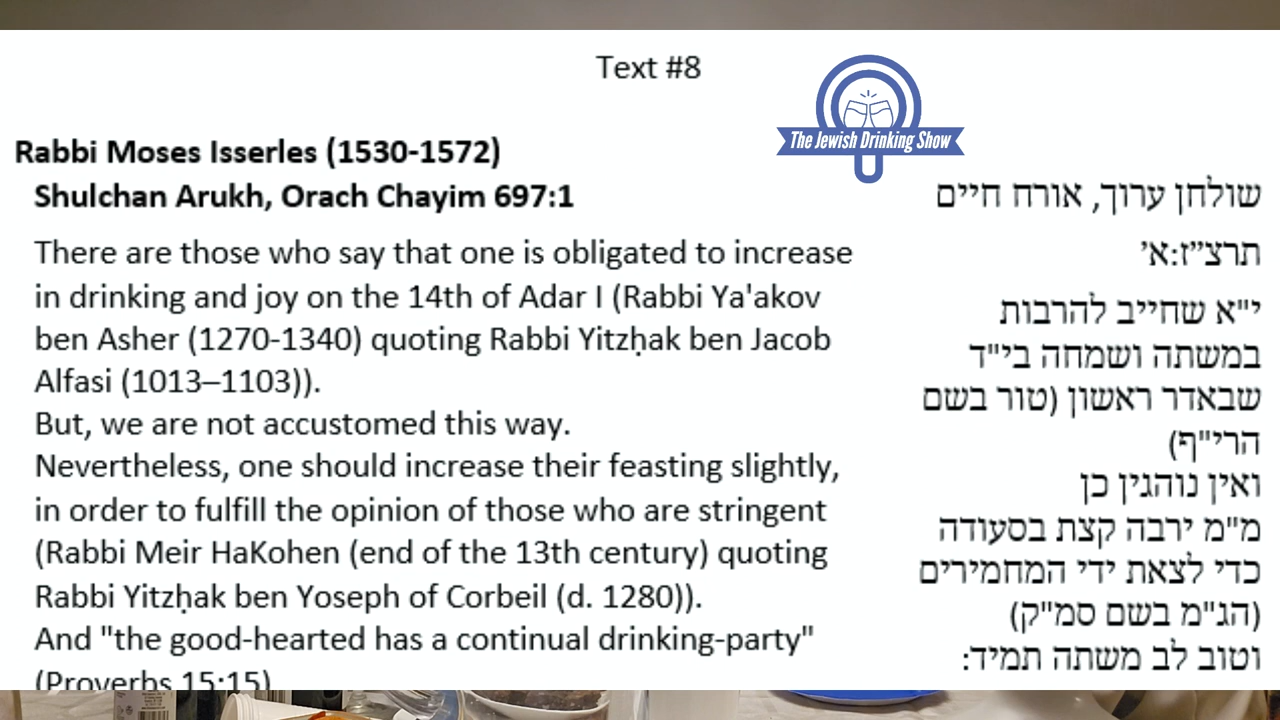 Text #8
The Jewish Drinking Show
Rabbi Moses Isserles (1530-1572)
Shulchan Arukh, Orach Chayim 697:1
There are those who say that one is obligated to increase
in drinking and joy on the 14th of Adar I (Rabbi Ya'akov
ben Asher (1270-1340) quoting Rabbi Yitzḥak ben Jacob
Alfasi (1013–1103)).
But, we are not accustomed this way.
Nevertheless, one should increase their feasting slightly,
in order to fulfill the opinion of those who are stringent
(Rabbi Meir HaKohen (end of the 13th century) quoting
Rabbi Yitzḥak ben Yoseph of Corbeil (d. 1280)).
And "the good-hearted has a continual drinking-party"
(Proverbs 15:15)
שולחן ערוך, אורח חיים
תרצ״ז:א׳
י"א שחייב להרבות
במשתה ושמחה בי"ד
שבאדר ראשון (טור בשם
הרי"ף)
ואין נוהגין כן
מ"מ ירבה קצת בסעודה
כדי לצאת ידי המחמירים
(הג"מ בשם סמ"ק)
וטוב לב משתה תמיד: